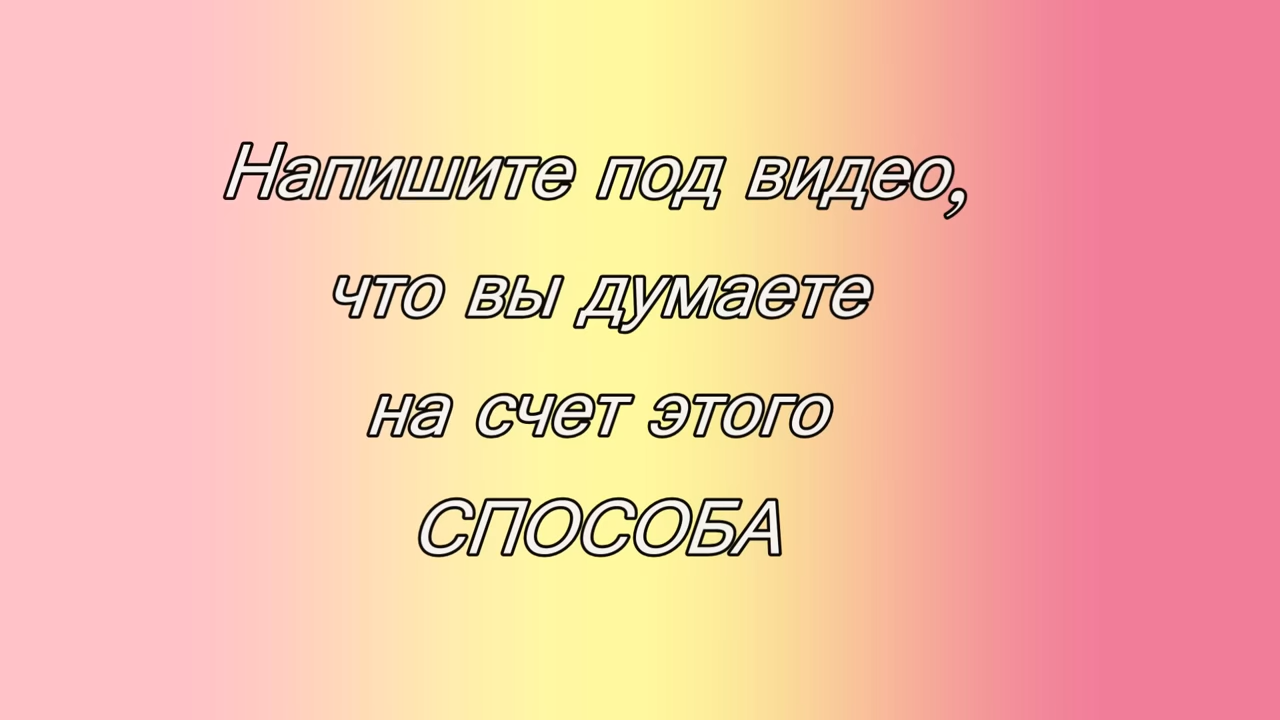 Напишите под видео,
что вы думаете
на счет этого
СПОСОБА